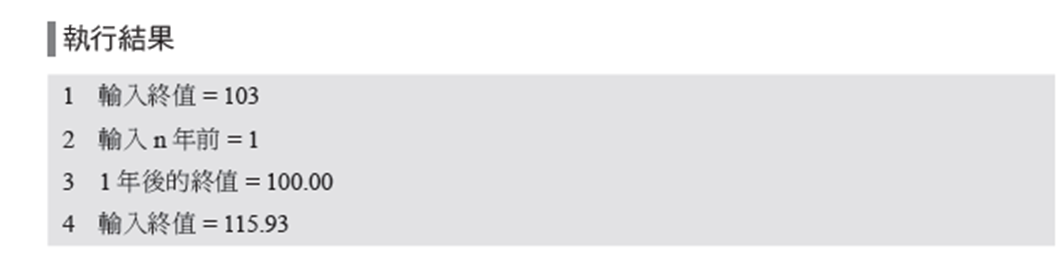 執行結果
1 輸入終值 = 103
2 輸入 n 年前 = 1
3 1 年後的終值 = 100.00
4 輸入終值 = 115.93